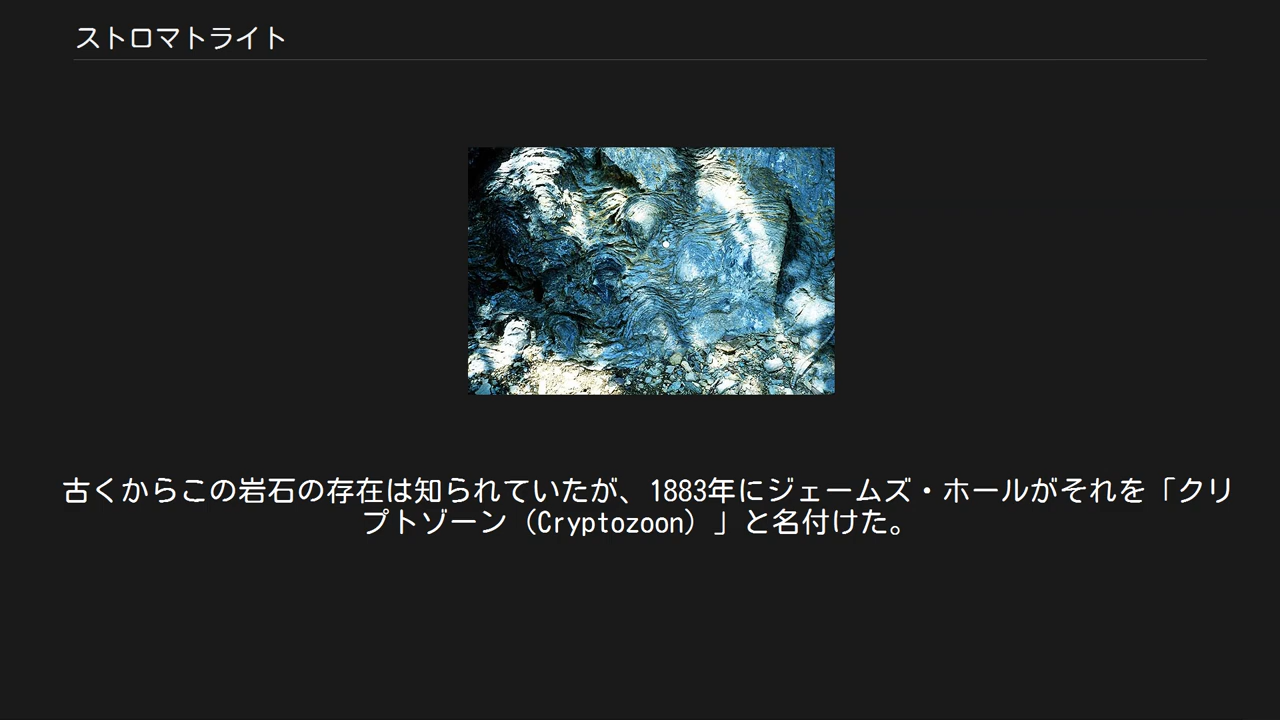 ストロマトライト
古くからこの岩石の存在は知られていたが、1883年にジェームズ・ホールがそれを「クリ
プトゾーン（Cryptozoon）」と名付けた。